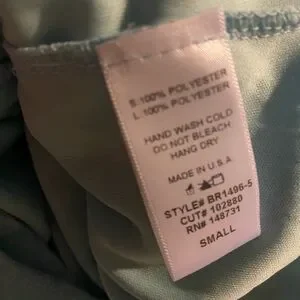 S:100% POLYESTER
L:100% POLYESTER
HAND WASH COLD
DO NOT BLEACH
HANG DRY
MADE IN U.S.A
STYLE# BR1496-5
CUT# 102880
RN# 148731
SMALL